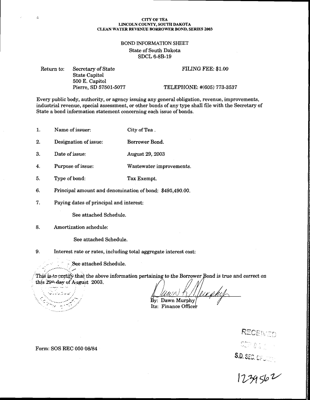 CITY OF TEA
LINCOLN COUNTY, SOUTH DAKOTA
CLEAN WATER REVENUE BORROWER BOND, SERIES 2003
BOND INFORMATION SHEET
State of South Dakota
SDCL 6-8B-19
Return to: Secretary of State FILING FEE: $1.00
State Capitol
500 E. Capitol
Pierre, SD 57501-5077 TELEPHONE: #(605) 773-3537
Every public body, authority, or agency issuing any general obligation, revenue, improvements,
industrial revenue, special assessment, or other bonds of any type shall file with the Secretary of
State a bond information statement concerning each issue of bonds.
1. Name of issuer: City of Tea.
2. Designation of issue: Borrower Bond.
3. Date of issue: August 29, 2003
4. Purpose of issue: Wastewater improvements.
5. Type of bond: Tax Exempt.
6. Principal amount and denomination of bond: $495,490.00.
7. Paying dates of principal and interest:
See attached Schedule.
8. Amortization schedule:
See attached Schedule.
9. Interest rate or rates, including total aggregate interest cost:
See attached Schedule.
This is to certify that the above information pertaining to the Borrower Bond is true and correct on
this 29th day of August 2003.
Dawn R Murphy
By: Dawn Murphy
Its: Finance Officer
RECEIVED
S.D. SEC.
Form: SOS REC 050 06/84
1239562